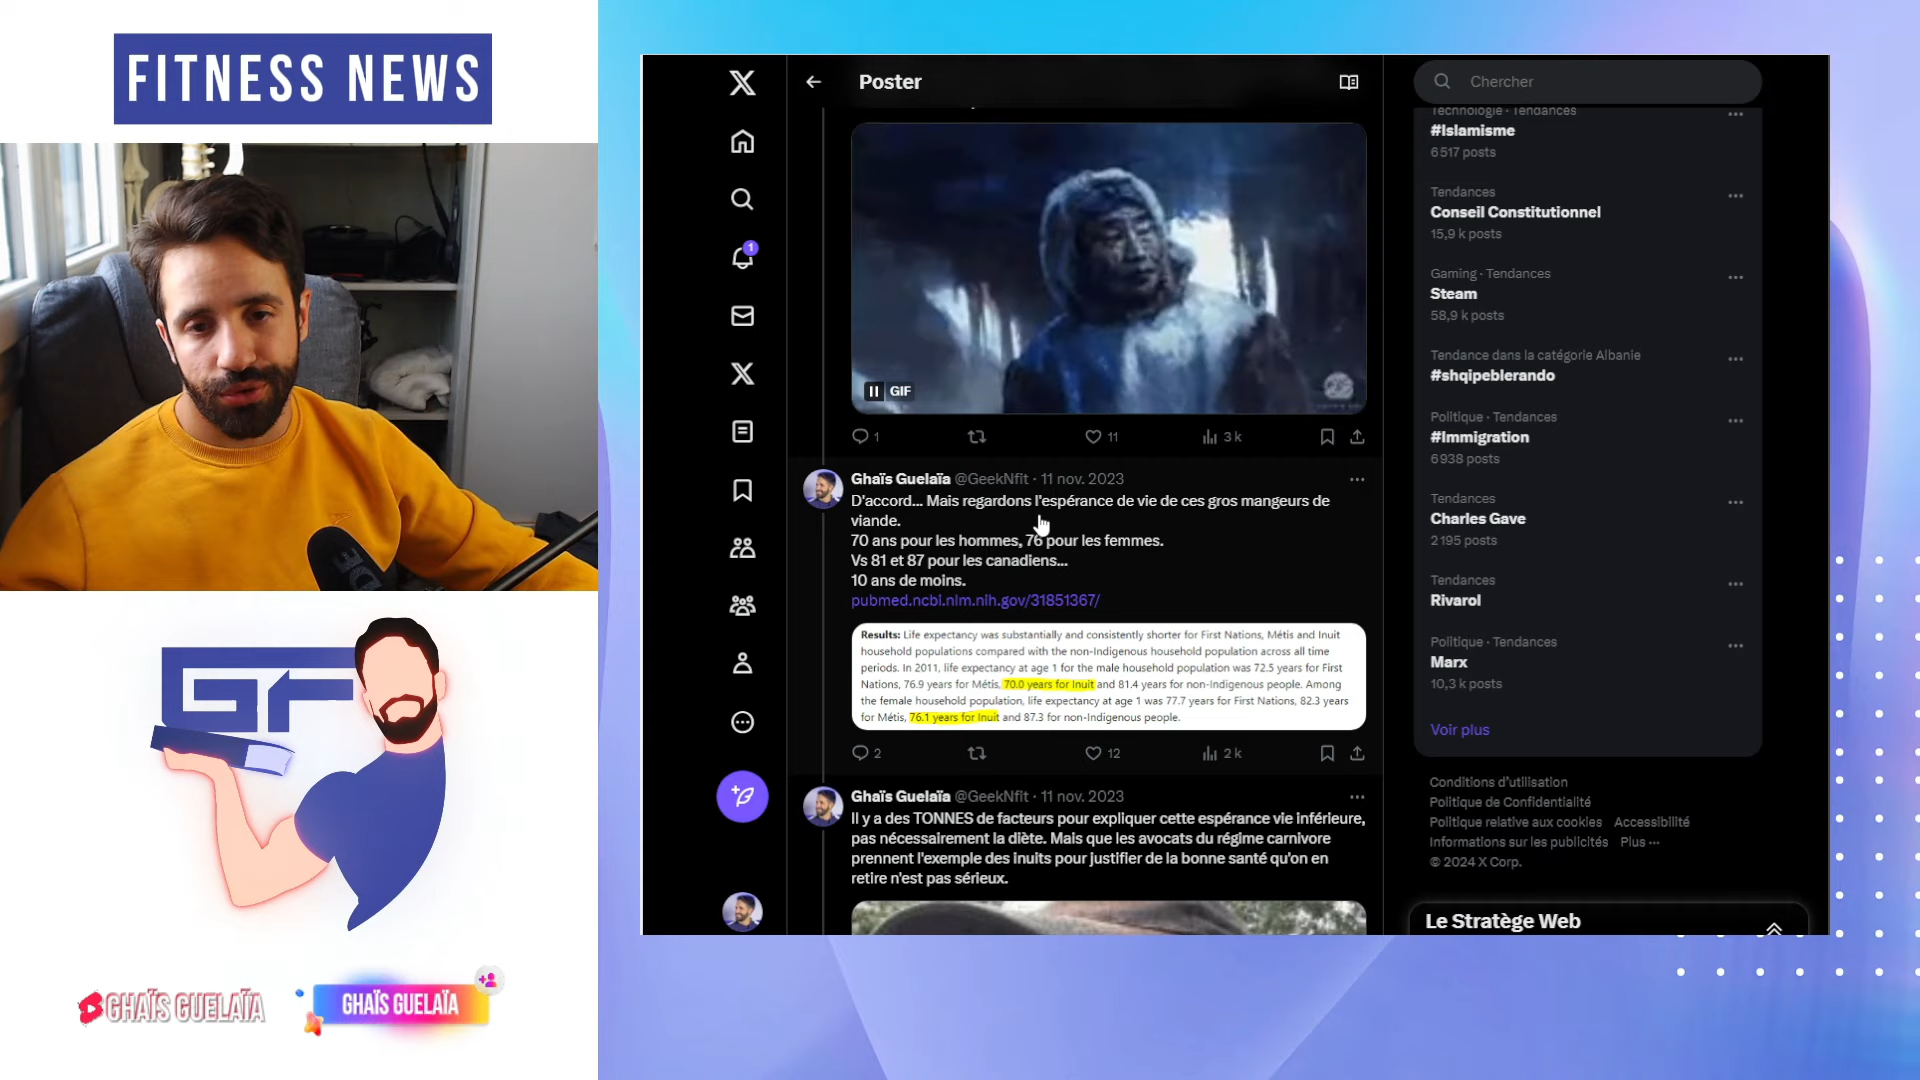 FITNESS NEWS
GF
GHAÏS GUELAÏA
GHAÏS GUELAÏA
1
Poster
GIF
1
11
3 k
Ghaïs Guelaïa @GeekNfit · 11 nov. 2023
D'accord... Mais regardons l'espérance de vie de ces gros mangeurs de
viande.
70 ans pour les hommes, 76 pour les femmes.
Vs 81 et 87 pour les canadiens...
10 ans de moins.
pubmed.ncbi.nlm.nih.gov/31851367/
Results: Life expectancy was substantially and consistently shorter for First Nations, Métis and Inuit
household populations compared with the non-Indigenous household population across all time
periods. In 2011, life expectancy at age 1 for the male household population was 72.5 years for First
Nations, 76.9 years for Métis, 70.0 years for Inuit and 81.4 years for non-Indigenous people. Among
the female household population, life expectancy at age 1 was 77.7 years for First Nations, 82.3 years
for Métis, 76.1 years for Inuit and 87.3 for non-Indigenous people.
2
12
2 k
Ghaïs Guelaïa @GeekNfit · 11 nov. 2023
Il y a des TONNES de facteurs pour expliquer cette espérance vie inférieure,
pas nécessairement la diète. Mais que les avocats du régime carnivore
prennent l'exemple des inuits pour justifier de la bonne santé qu'on en
retire n'est pas sérieux.
Chercher
Technologie · Tendances
#Islamisme
6 517 posts
Tendances
Conseil Constitutionnel
15,9 k posts
Gaming · Tendances
Steam
58,9 k posts
Tendance dans la catégorie Albanie
#shqipeblerando
Politique · Tendances
#Immigration
6 938 posts
Tendances
Charles Gave
2 195 posts
Tendances
Rivarol
Politique · Tendances
Marx
10,3 k posts
Voir plus
Conditions d'utilisation
Politique de Confidentialité
Politique relative aux cookies Accessibilité
Informations sur les publicités Plus ···
© 2024 X Corp.
Le Stratège Web